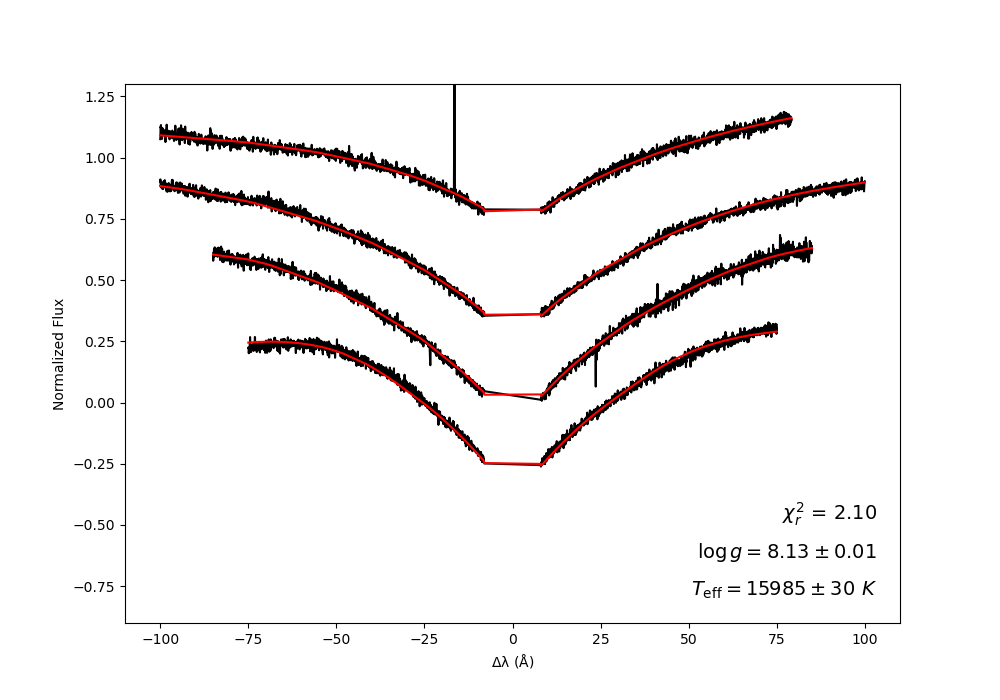 1.25
1.00
0.75
0.50
0.25
0.00
−0.25
−0.50
−0.75
Normalized Flux
χ²ᵣ = 2.10
log g = 8.13 ± 0.01
T_eff = 15985 ± 30 K
−100 −75 −50 −25 0 25 50 75 100
Δλ (Å)